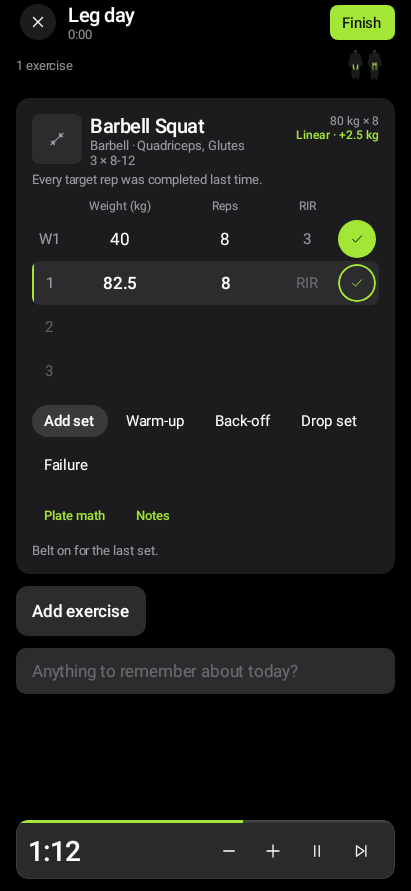 Leg day
0:00
Finish
1 exercise
Barbell Squat
Barbell · Quadriceps, Glutes
3 × 8-12
80 kg × 8
Linear · +2.5 kg
Every target rep was completed last time.
Weight (kg) Reps RIR
W1 40 8 3
1 82.5 8 RIR
2
3
Add set Warm-up Back-off Drop set
Failure
Plate math Notes
Belt on for the last set.
Add exercise
Anything to remember about today?
1:12